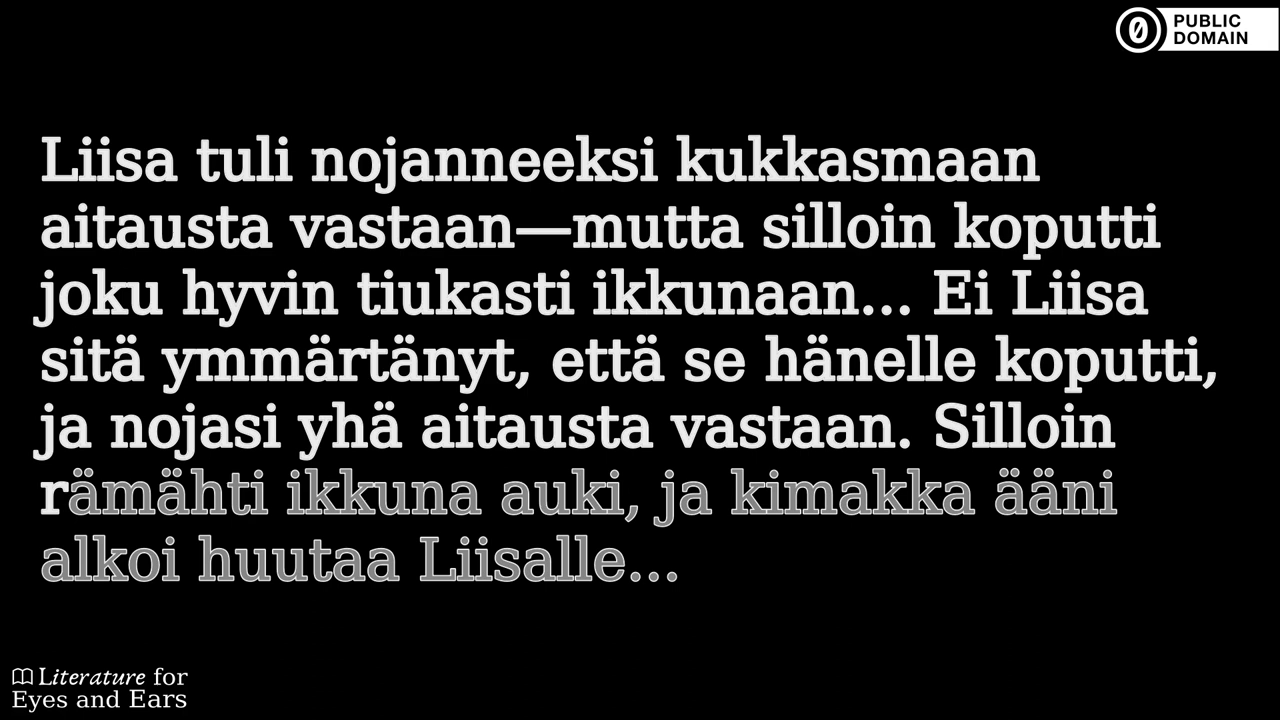 PUBLIC
DOMAIN
Liisa tuli nojanneeksi kukkasmaan
aitausta vastaan—mutta silloin koputti
joku hyvin tiukasti ikkunaan... Ei Liisa
sitä ymmärtänyt, että se hänelle koputti,
ja nojasi yhä aitausta vastaan. Silloin
rämähti ikkuna auki, ja kimakka ääni
alkoi huutaa Liisalle...
Literature for
Eyes and Ears